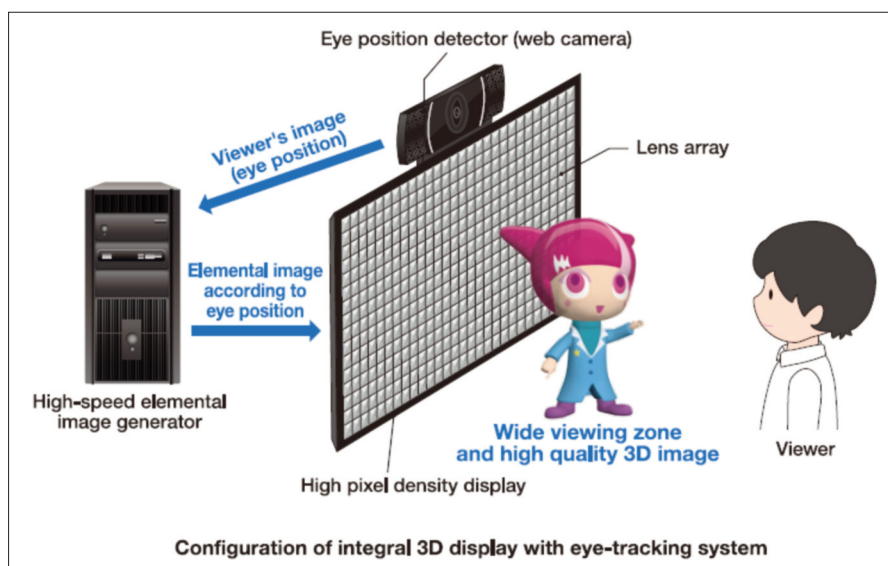 Eye position detector (web camera)
Viewer's image
(eye position)
Lens array
Elemental image
according to
eye position
High-speed elemental
image generator
Wide viewing zone
and high quality 3D image
Viewer
High pixel density display
Configuration of integral 3D display with eye-tracking system